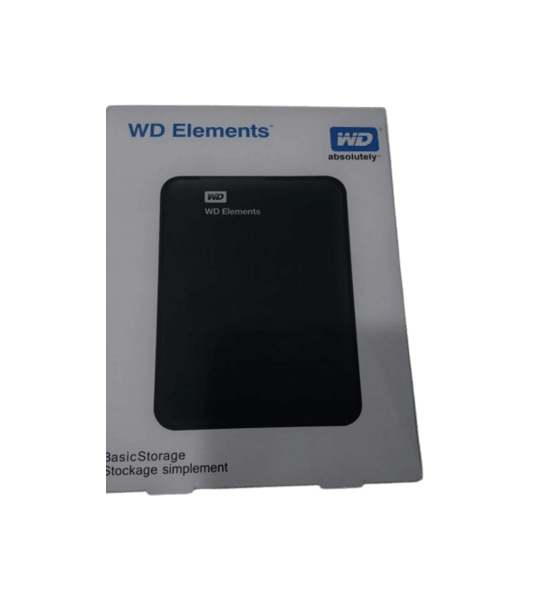 WD Elements™
WD®
absolutely™
WD
WD Elements
BasicStorage
Stockage simplement